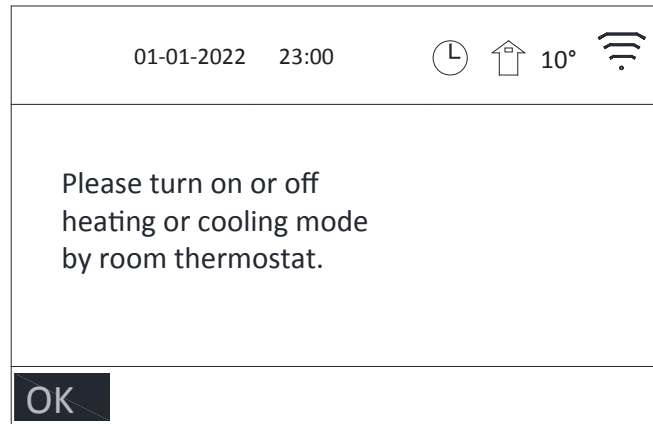 01-01-2022 23:00 10°
Please turn on or off
heating or cooling mode
by room thermostat.
OK